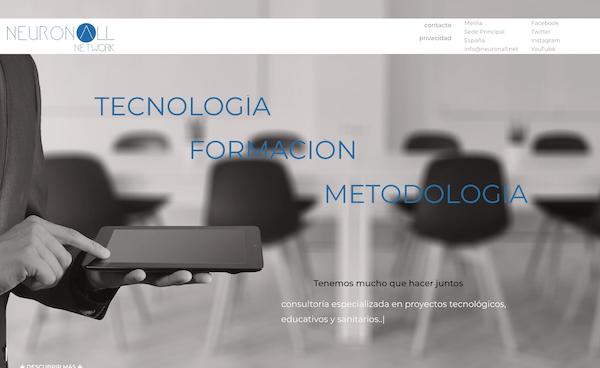 NEURONALL
NETWORK
contacto
privacidad
Melilla
Sede Principal
España
info@neuronall.net
Facebook
Twitter
Instagram
YouTube
TECNOLOGIA
FORMACION
METODOLOGIA
Tenemos mucho que hacer juntos
consultoría especializada en proyectos tecnológicos,
educativos y sanitarios..|
DESCUBRIR MÁS